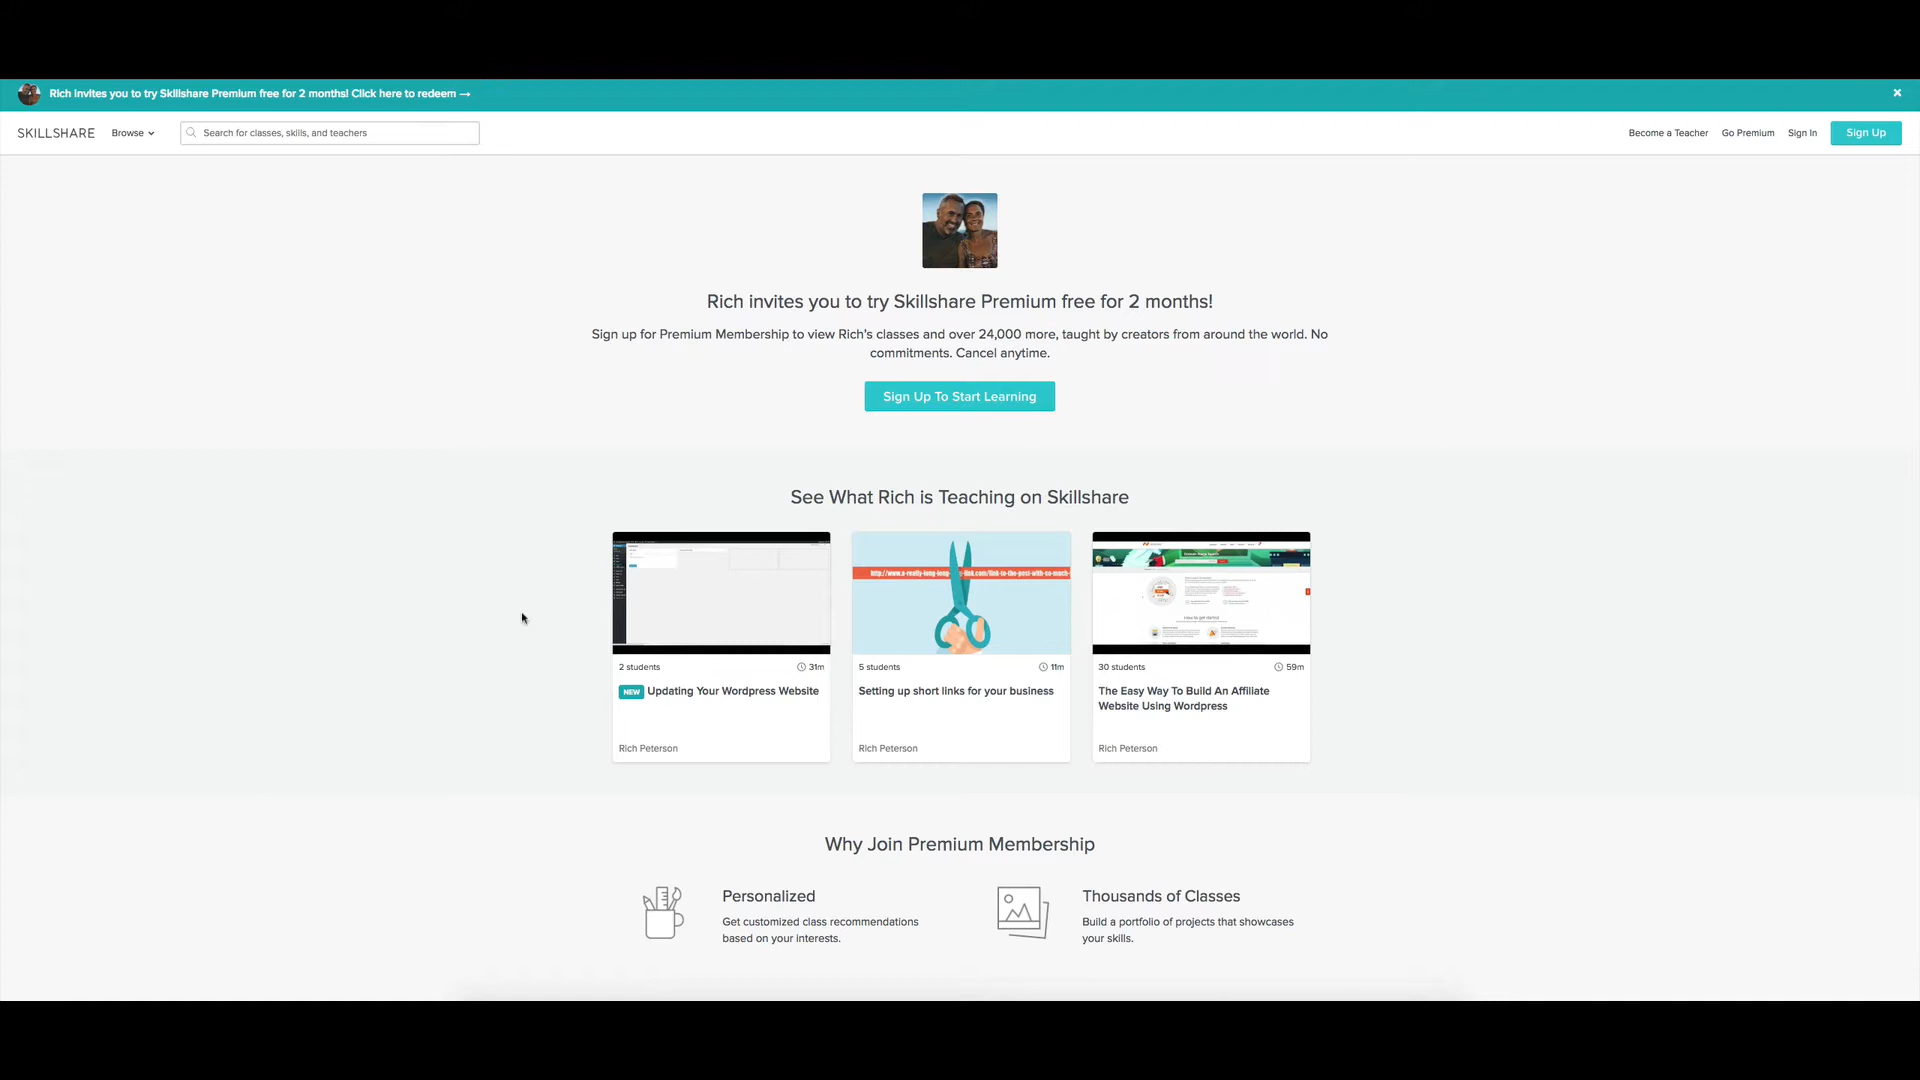 Rich invites you to try Skillshare Premium free for 2 months! Click here to redeem →
SKILLSHARE
Browse
Search for classes, skills, and teachers
Become a Teacher
Go Premium
Sign In
Sign Up
Rich invites you to try Skillshare Premium free for 2 months!
Sign up for Premium Membership to view Rich's classes and over 24,000 more, taught by creators from around the world. No
commitments. Cancel anytime.
Sign Up To Start Learning
See What Rich is Teaching on Skillshare
2 students
31m
NEW Updating Your Wordpress Website
Rich Peterson
5 students
11m
Setting up short links for your business
Rich Peterson
30 students
59m
The Easy Way To Build An Affiliate
Website Using Wordpress
Rich Peterson
Why Join Premium Membership
Personalized
Get customized class recommendations
based on your interests.
Thousands of Classes
Build a portfolio of projects that showcases
your skills.